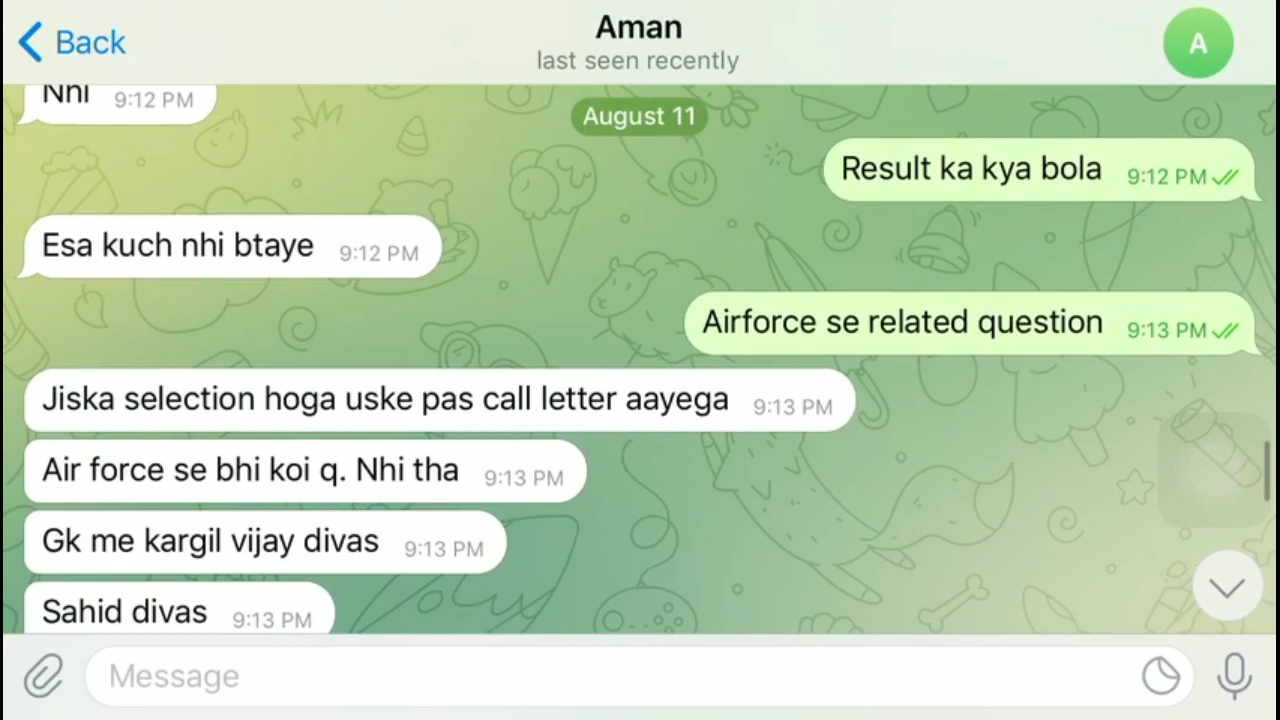 Back
Aman
last seen recently
A
Nhi 9:12 PM
August 11
Result ka kya bola 9:12 PM
Esa kuch nhi btaye 9:12 PM
Airforce se related question 9:13 PM
Jiska selection hoga uske pas call letter aayega 9:13 PM
Air force se bhi koi q. Nhi tha 9:13 PM
Gk me kargil vijay divas 9:13 PM
Sahid divas 9:13 PM
Message